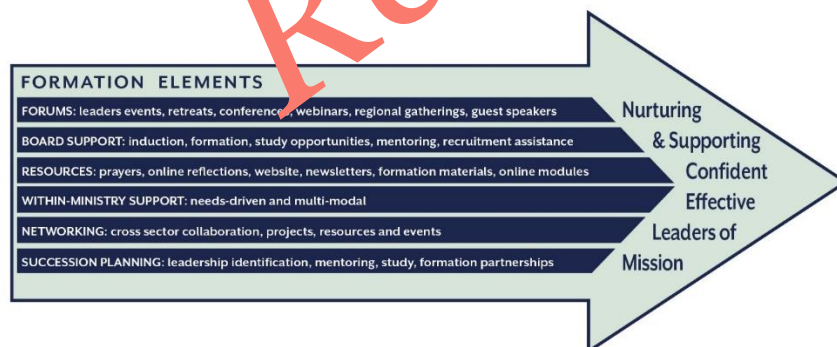 FORMATION ELEMENTS
FORUMS: leaders events, retreats, conferences, webinars, regional gatherings, guest speakers
BOARD SUPPORT: induction, formation, study opportunities, mentoring, recruitment assistance
RESOURCES: prayers, online reflections, website, newsletters, formation materials, online modules
WITHIN-MINISTRY SUPPORT: needs-driven and multi-modal
NETWORKING: cross sector collaboration, projects, resources and events
SUCCESSION PLANNING: leadership identification, mentoring, study, formation partnerships
Nurturing
& Supporting
Confident
Effective
Leaders of
Mission